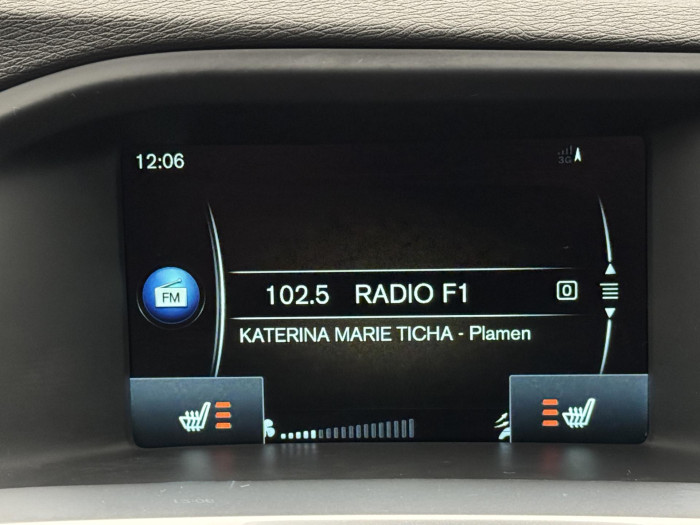 12:06
3G
FM
102.5 RADIO F1 0
KATERINA MARIE TICHA - Plamen